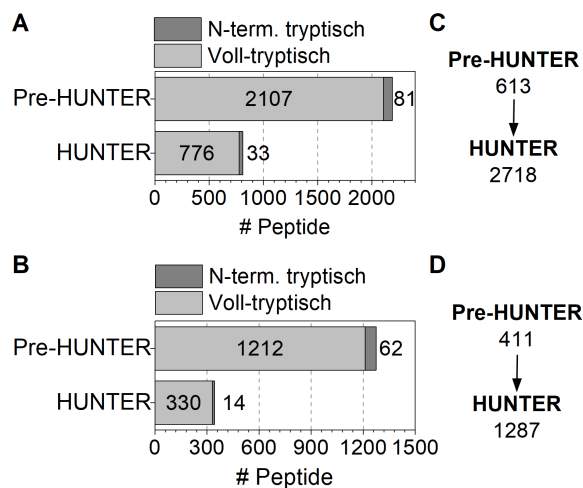 A
N-term. tryptisch
Voll-tryptisch
Pre-HUNTER
2107
81
HUNTER
776
33
0 500 1000 1500 2000
# Peptide
B
N-term. tryptisch
Voll-tryptisch
Pre-HUNTER
1212
62
HUNTER
330
14
0 300 600 900 1200 1500
# Peptide
C
Pre-HUNTER
613
HUNTER
2718
D
Pre-HUNTER
411
HUNTER
1287